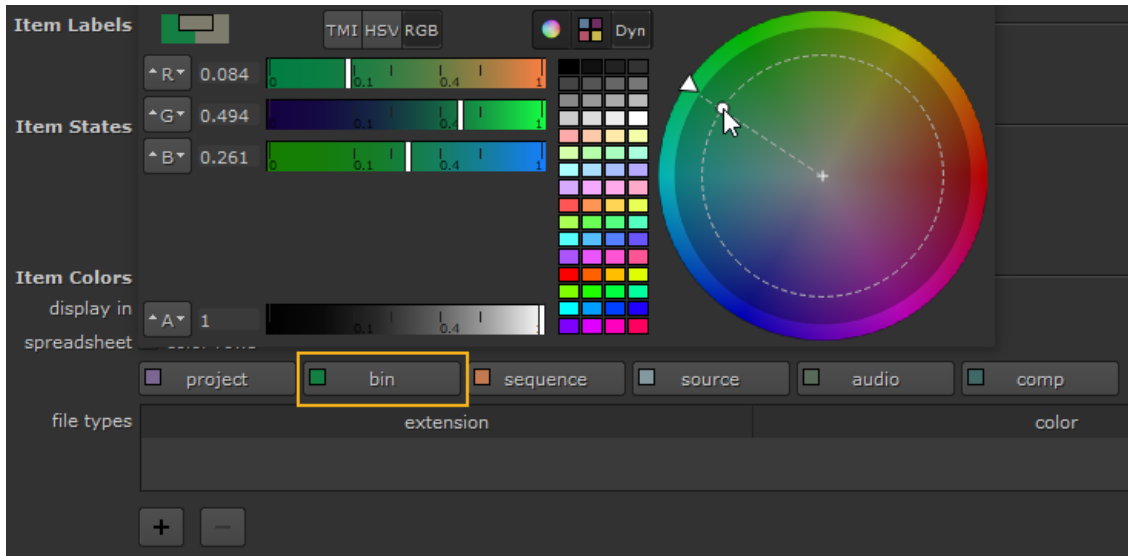 Item Labels
TMI HSV RGB Dyn
R 0.084 0 0.1 0.4 1
G 0.494 0 0.1 0.4 1
Item States
B 0.261 0 0.1 0.4 1
Item Colors
display in
A 1 0.1 0.4 1
spreadsheet
project bin sequence source audio comp
file types extension color
+ −